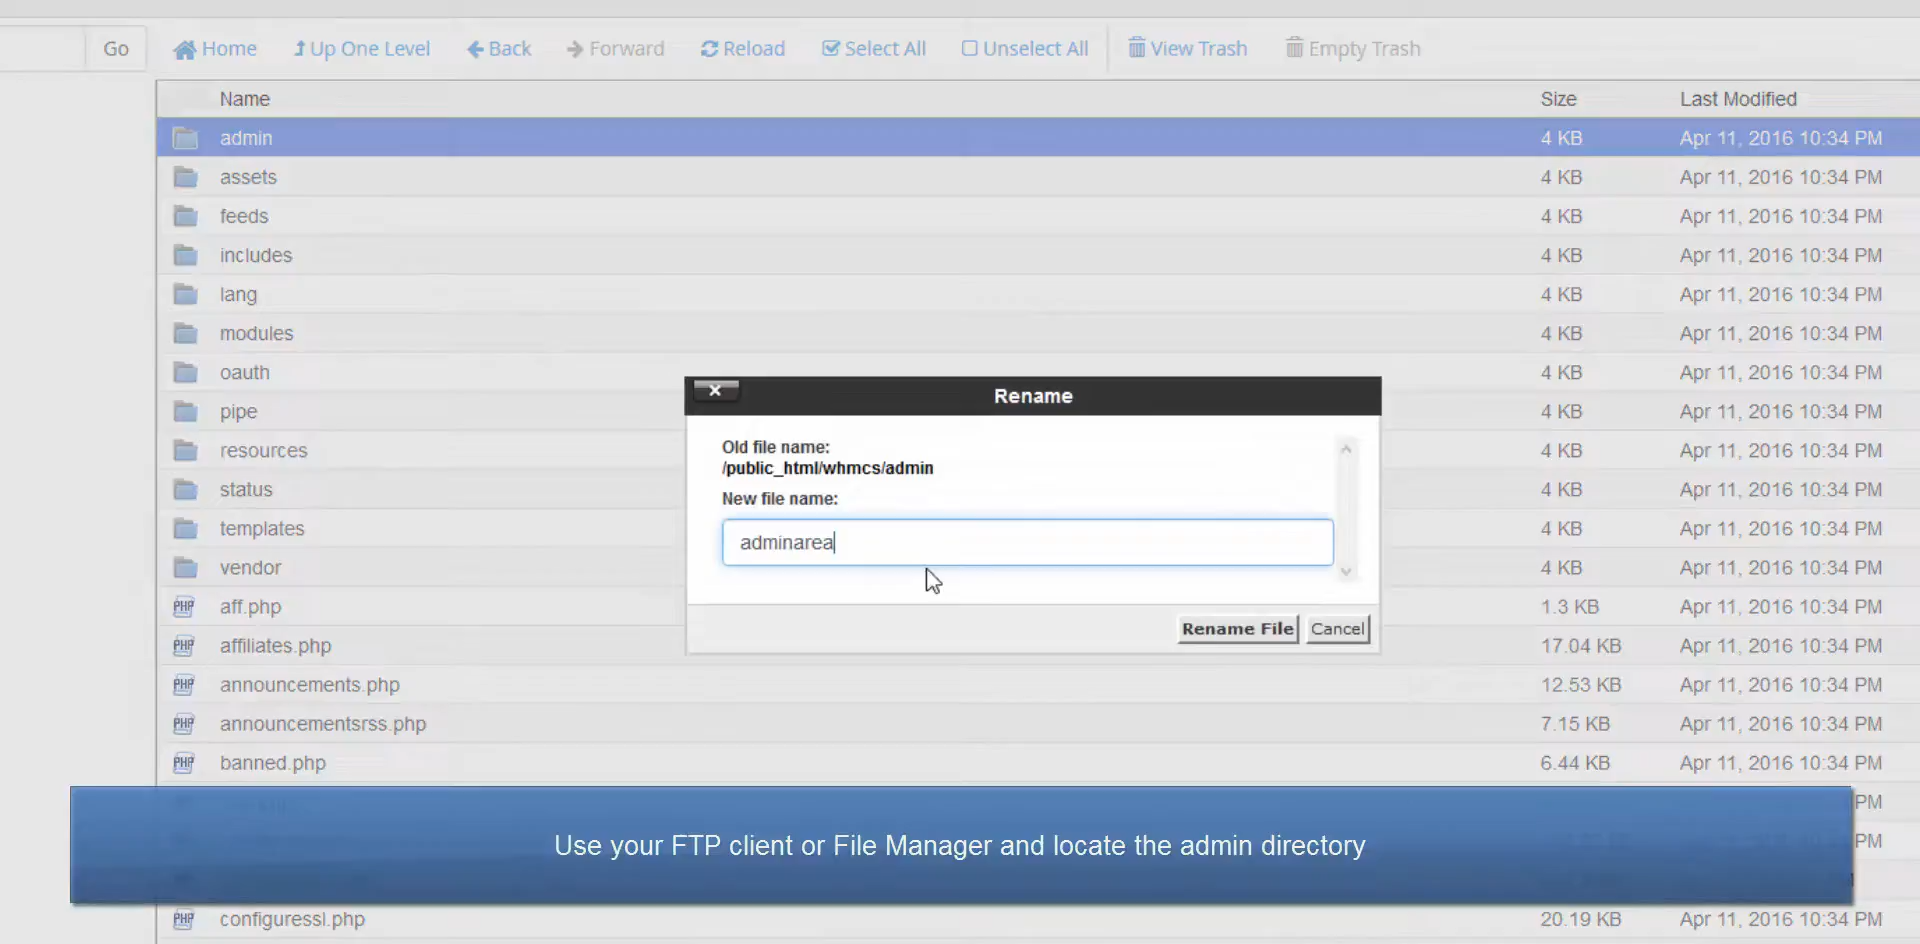 Go Home Up One Level Back Forward Reload Select All Unselect All View Trash Empty Trash
Name Size Last Modified
admin 4 KB Apr 11, 2016 10:34 PM
assets 4 KB Apr 11, 2016 10:34 PM
feeds 4 KB Apr 11, 2016 10:34 PM
includes 4 KB Apr 11, 2016 10:34 PM
lang 4 KB Apr 11, 2016 10:34 PM
modules 4 KB Apr 11, 2016 10:34 PM
oauth 4 KB Apr 11, 2016 10:34 PM
pipe 4 KB Apr 11, 2016 10:34 PM
resources 4 KB Apr 11, 2016 10:34 PM
status 4 KB Apr 11, 2016 10:34 PM
templates 4 KB Apr 11, 2016 10:34 PM
vendor 4 KB Apr 11, 2016 10:34 PM
PHP aff.php 1.3 KB Apr 11, 2016 10:34 PM
PHP affiliates.php 17.04 KB Apr 11, 2016 10:34 PM
PHP announcements.php 12.53 KB Apr 11, 2016 10:34 PM
PHP announcementsrss.php 7.15 KB Apr 11, 2016 10:34 PM
PHP banned.php 6.44 KB Apr 11, 2016 10:34 PM
PM
PM
PHP configuressl.php 20.19 KB Apr 11, 2016 10:34 PM
Rename
Old file name:
/public_html/whmcs/admin
New file name:
adminarea
Rename File Cancel
Use your FTP client or File Manager and locate the admin directory